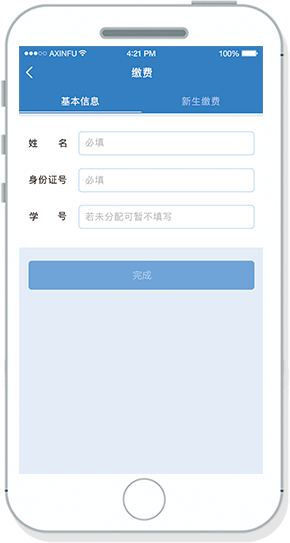 AXINFU 4:21 PM 100%
缴费
基本信息 新生缴费
姓 名 必填
身份证号 必填
学 号 若未分配可暂不填写
完成